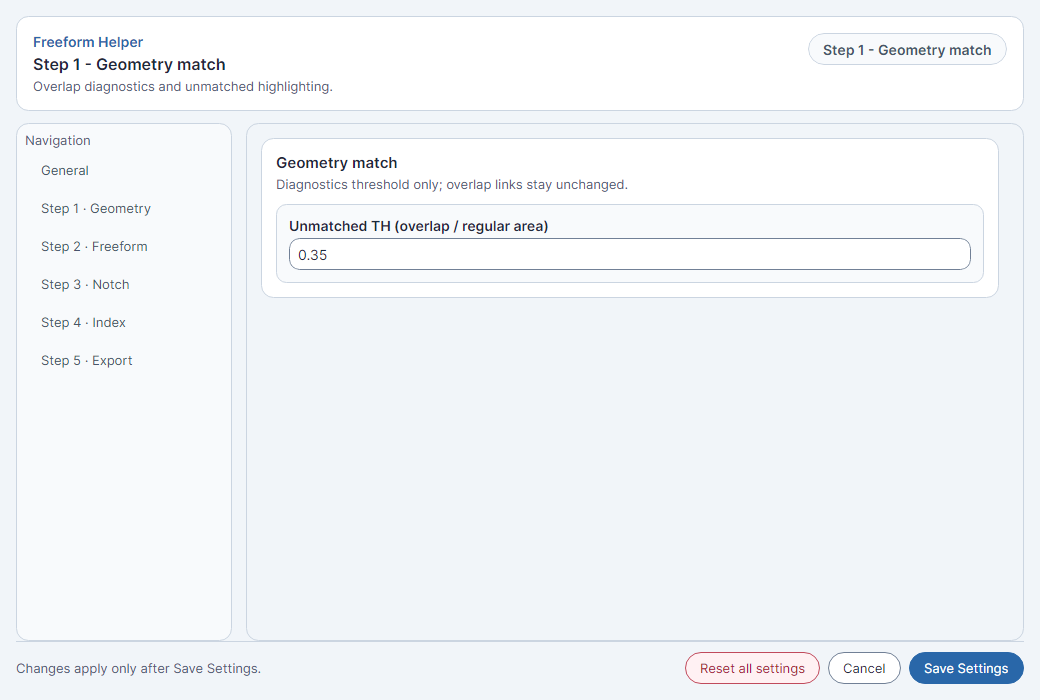 Freeform Helper
Step 1 - Geometry match
Overlap diagnostics and unmatched highlighting.
Step 1 - Geometry match
Navigation
General
Step 1 · Geometry
Step 2 · Freeform
Step 3 · Notch
Step 4 · Index
Step 5 · Export
Geometry match
Diagnostics threshold only; overlap links stay unchanged.
Unmatched TH (overlap / regular area)
0.35
Changes apply only after Save Settings.
Reset all settings
Cancel
Save Settings